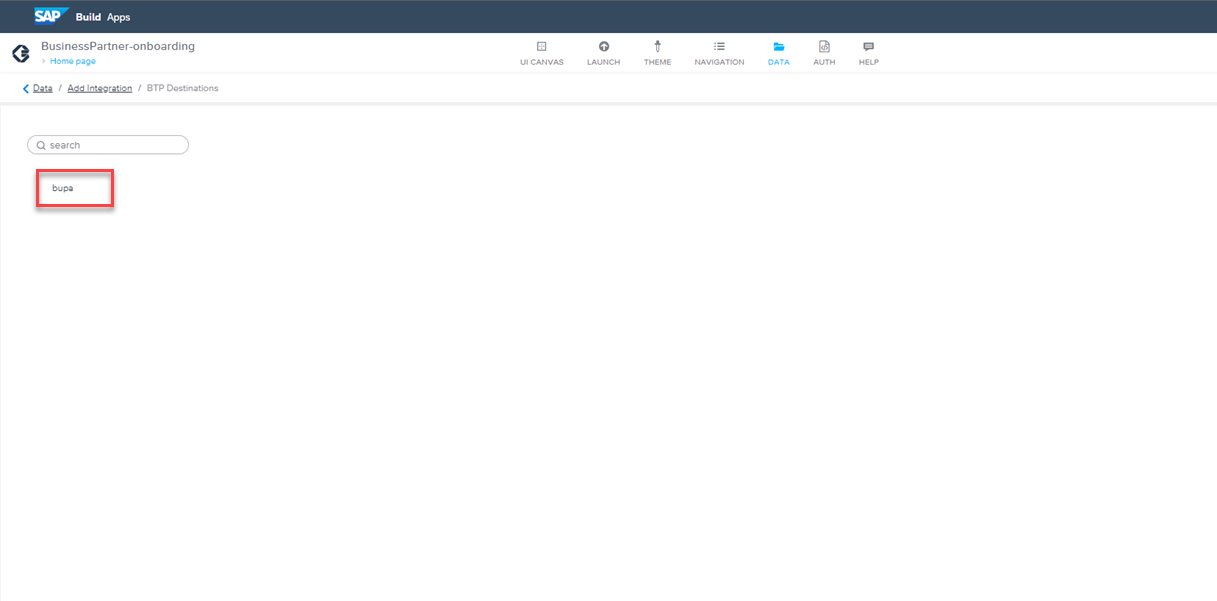 SAP Build Apps
BusinessPartner-onboarding
Home page
UI CANVAS LAUNCH THEME NAVIGATION DATA AUTH HELP
Data / Add Integration / BTP Destinations
search
bupa